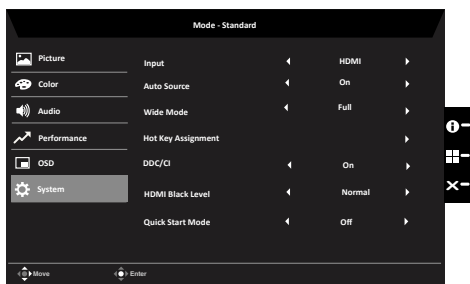 Mode - Standard
Picture
Color
Audio
Performance
OSD
System
Input HDMI
Auto Source On
Wide Mode Full
Hot Key Assignment
DDC/CI On
HDMI Black Level Normal
Quick Start Mode Off
Move Enter